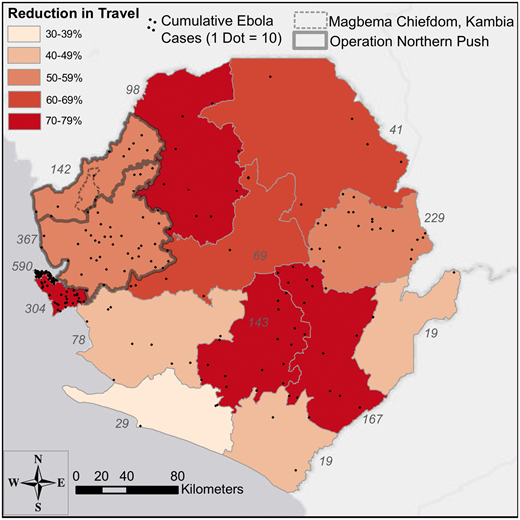 Reduction in Travel
30-39%
40-49%
50-59%
60-69%
70-79%
Cumulative Ebola
Cases (1 Dot = 10)
Magbema Chiefdom, Kambia
Operation Northern Push
98
41
142
229
367
69
590
304
143
78
19
167
29
19
N
W E
S
0 20 40 80
Kilometers